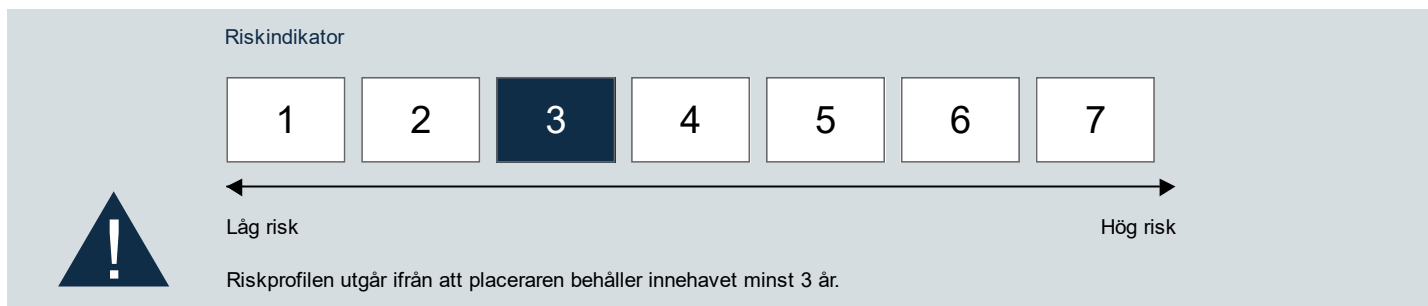 Riskindikator
1 2 3 4 5 6 7
!
Låg risk Hög risk
Riskprofilen utgår ifrån att placeraren behåller innehavet minst 3 år.